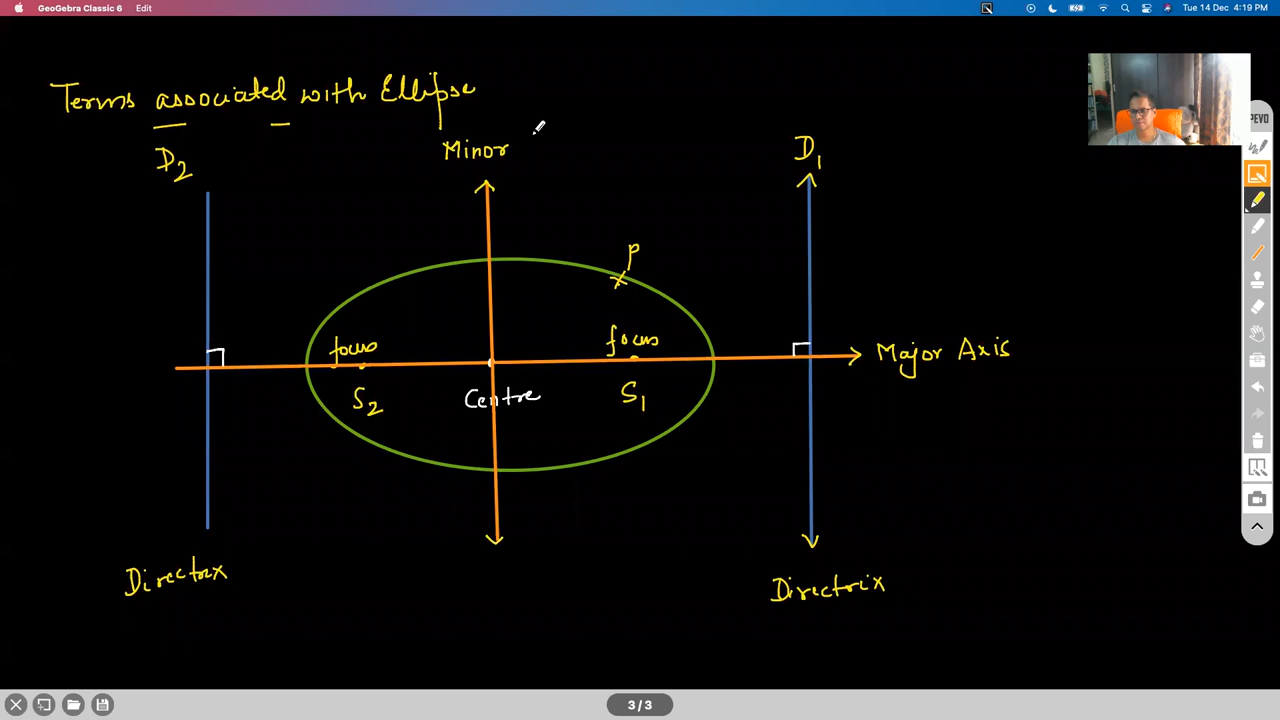 GeoGebra Classic 6 Edit
Tue 14 Dec 4:19 PM
Terms associated with Ellipse
D2
Minor
D1
P
focus
focus
Major Axis
S2
Centre
S1
Directrix
Directrix
3 / 3